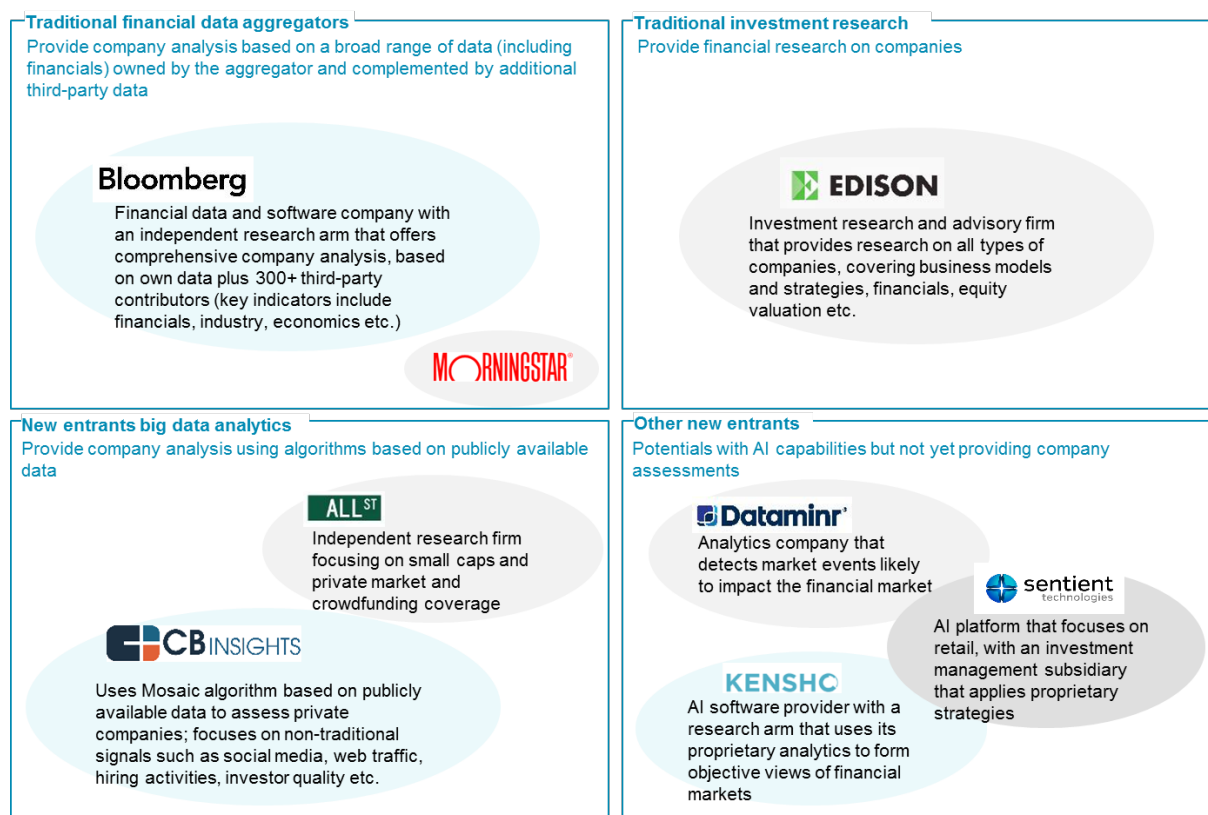 Traditional financial data aggregators
Provide company analysis based on a broad range of data (including
financials) owned by the aggregator and complemented by additional
third-party data
Bloomberg
Financial data and software company with
an independent research arm that offers
comprehensive company analysis, based
on own data plus 300+ third-party
contributors (key indicators include
financials, industry, economics etc.)
MORNINGSTAR®
Traditional investment research
Provide financial research on companies
EDISON
Investment research and advisory firm
that provides research on all types of
companies, covering business models
and strategies, financials, equity
valuation etc.
New entrants big data analytics
Provide company analysis using algorithms based on publicly available
data
ALL ST
Independent research firm
focusing on small caps and
private market and
crowdfunding coverage
CBINSIGHTS
Uses Mosaic algorithm based on publicly
available data to assess private
companies; focuses on non-traditional
signals such as social media, web traffic,
hiring activities, investor quality etc.
Other new entrants
Potentials with AI capabilities but not yet providing company
assessments
Dataminr
Analytics company that
detects market events likely
to impact the financial market
sentient
technologies
AI platform that focuses on
retail, with an investment
management subsidiary
that applies proprietary
strategies
KENSHO
AI software provider with a
research arm that uses its
proprietary analytics to form
objective views of financial
markets